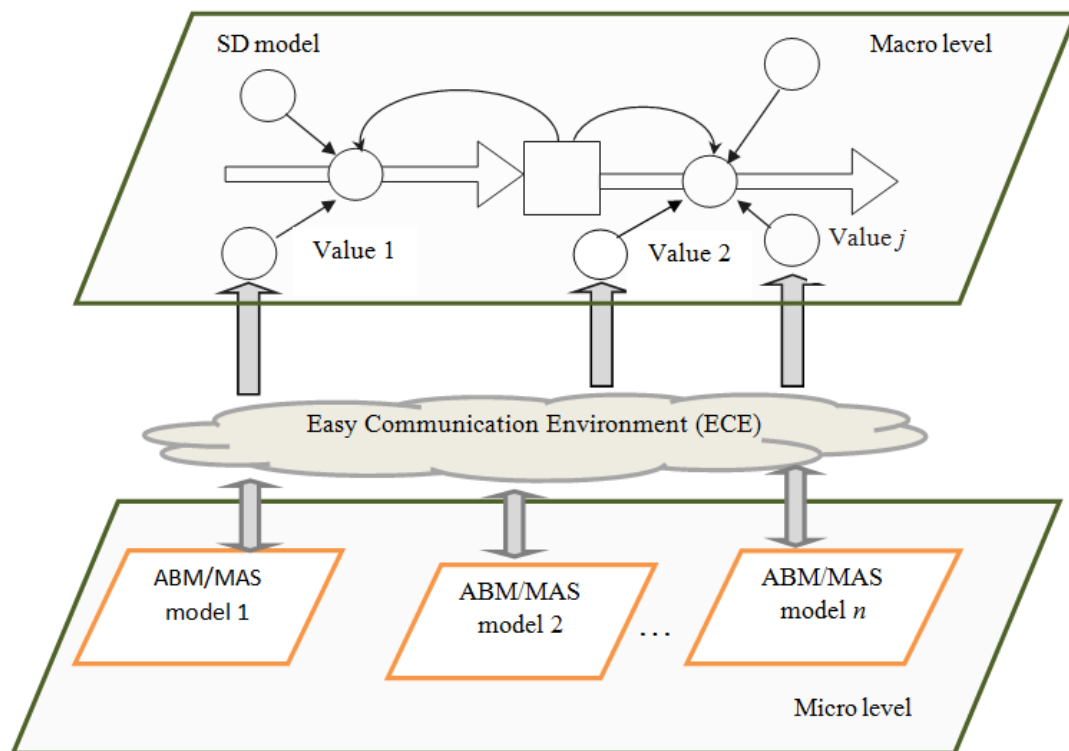 SD model
Macro level
Value 1
Value 2
Value j
Easy Communication Environment (ECE)
ABM/MAS
model 1
ABM/MAS
model 2
...
ABM/MAS
model n
Micro level